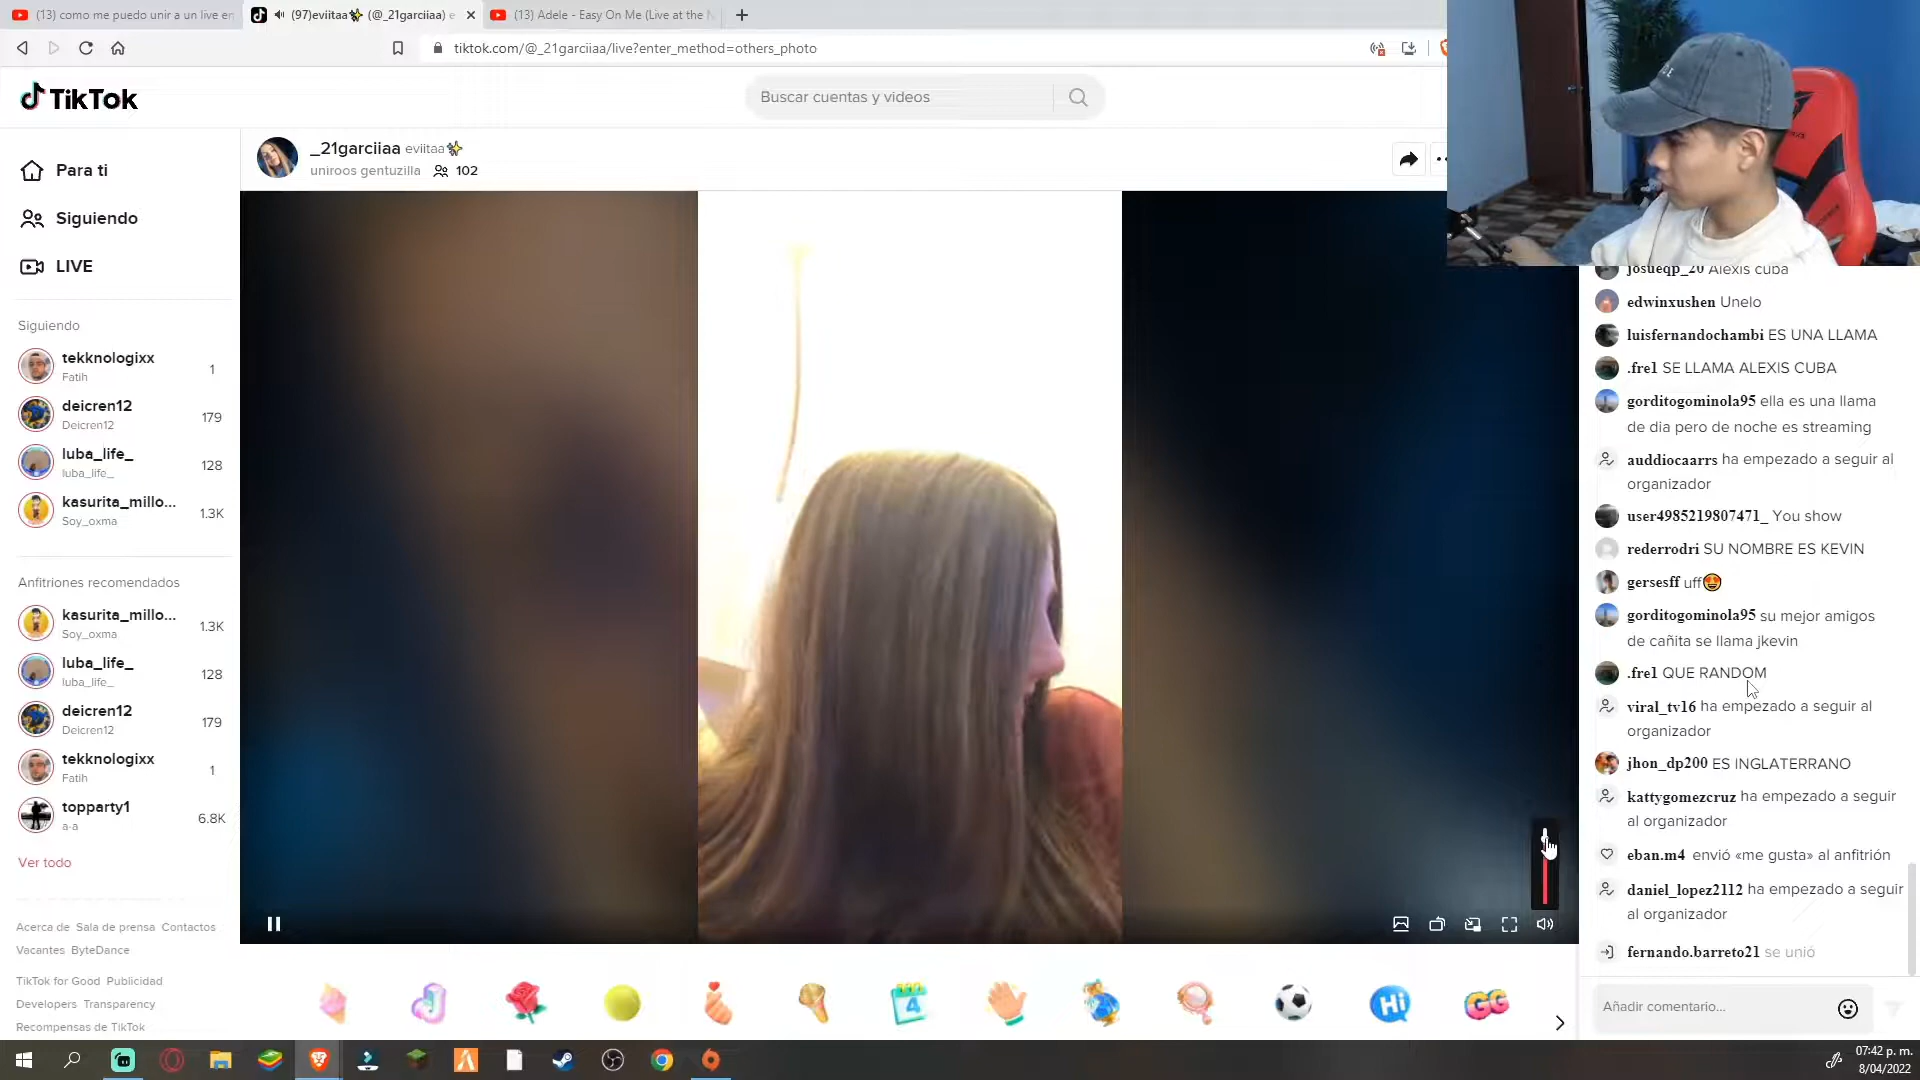 (13) como me puedo unir a un live en
(97)eviitaa✨ (@_21garciiaa) e
(13) Adele - Easy On Me (Live at the N
tiktok.com/@_21garciiaa/live?enter_method=others_photo
TikTok
Buscar cuentas y videos
Para ti
Siguiendo
LIVE
Siguiendo
tekknologixx
Fatih
1
deicren12
Deicren12
179
luba_life_
luba_life_
128
kasurita_millo...
Soy_oxma
1.3K
Anfitriones recomendados
kasurita_millo...
Soy_oxma
1.3K
luba_life_
luba_life_
128
deicren12
Deicren12
179
tekknologixx
Fatih
1
topparty1
a-a
6.8K
Ver todo
Acerca de Sala de prensa Contactos
Vacantes ByteDance
TikTok for Good Publicidad
Developers Transparency
Recompensas de TikTok
_21garciiaa eviitaa✨
uniroos gentuzilla 102
josueqp_20 Alexis cuba
edwinxushen Unelo
luisfernandochambi ES UNA LLAMA
.fre1 SE LLAMA ALEXIS CUBA
gorditogominola95 ella es una llama
de dia pero de noche es streaming
auddiocaarrs ha empezado a seguir al
organizador
user4985219807471_ You show
rederrodri SU NOMBRE ES KEVIN
gersesff uff😍
gorditogominola95 su mejor amigos
de cañita se llama jkevin
.fre1 QUE RANDOM
viral_tv16 ha empezado a seguir al
organizador
jhon_dp200 ES INGLATERRANO
kattygomezcruz ha empezado a seguir
al organizador
eban.m4 envió «me gusta» al anfitrión
daniel_lopez2112 ha empezado a seguir
al organizador
fernando.barreto21 se unió
Añadir comentario...
4
Hi
GG
07:42 p. m.
8/04/2022